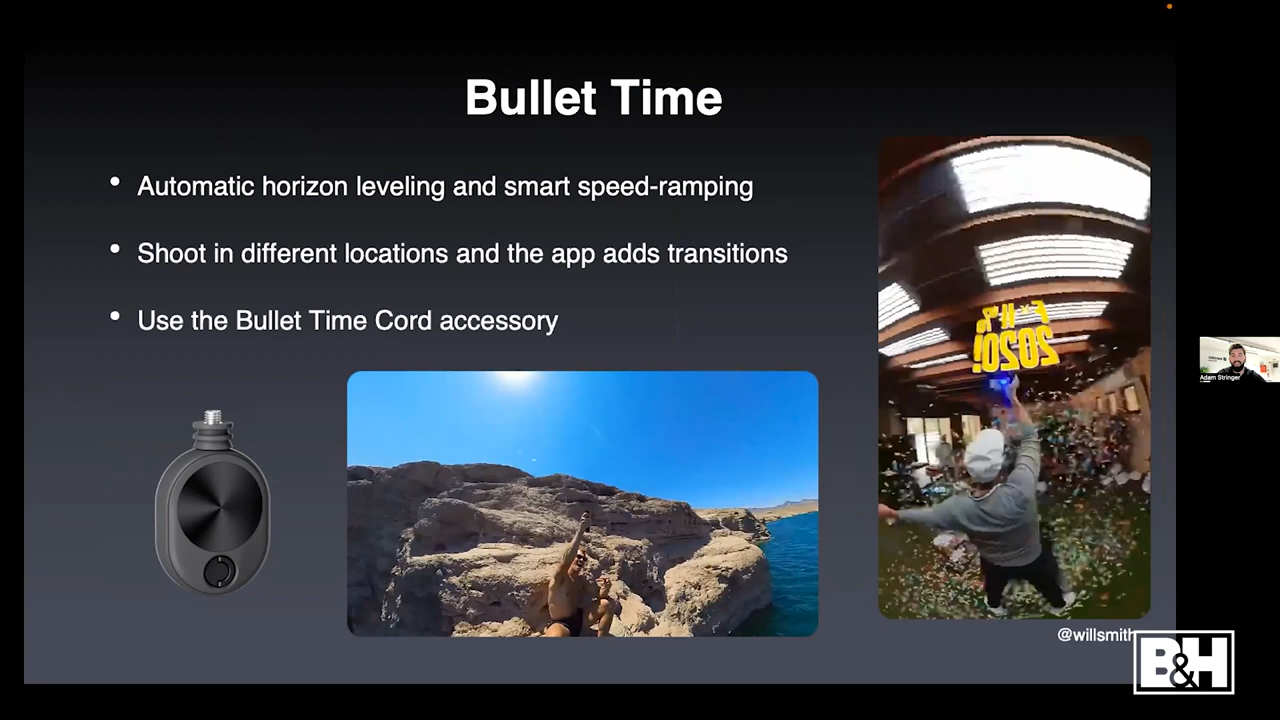 Bullet Time
• Automatic horizon leveling and smart speed-ramping
• Shoot in different locations and the app adds transitions
• Use the Bullet Time Cord accessory
2020!
Adam Stringer
@willsmith
B&H